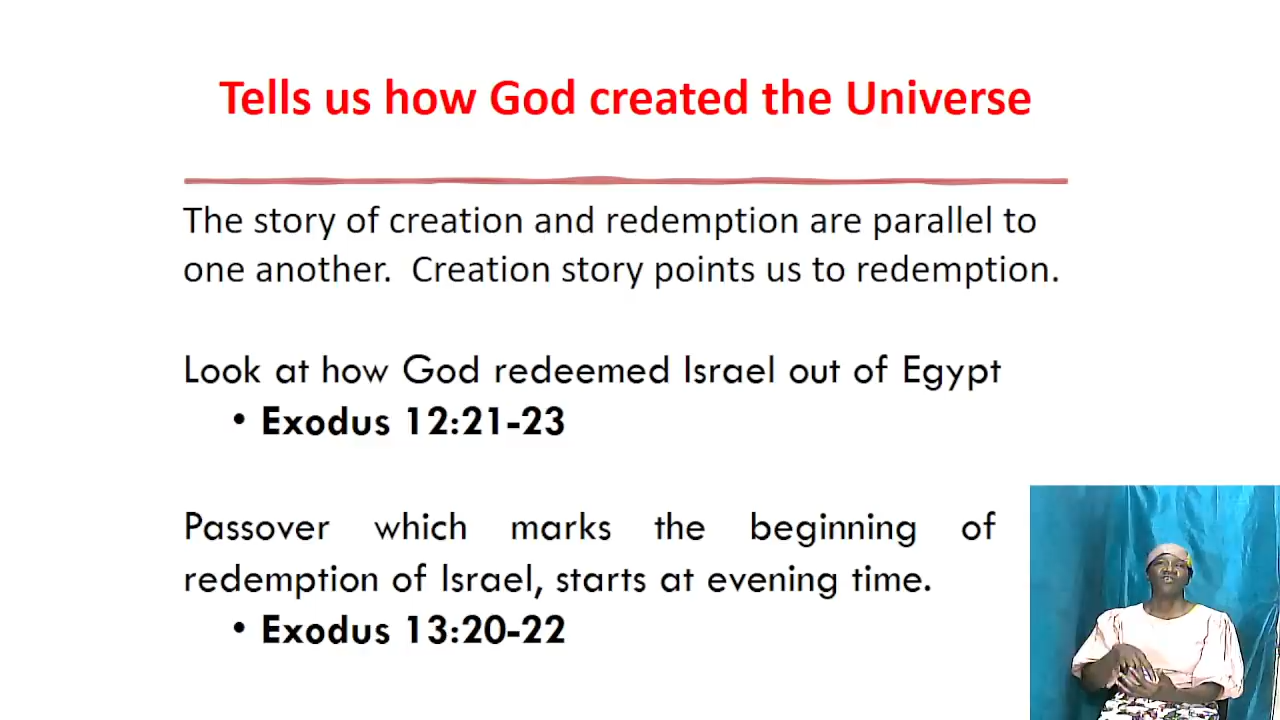 Tells us how God created the Universe
The story of creation and redemption are parallel to
one another.  Creation story points us to redemption.
Look at how God redeemed Israel out of Egypt
• Exodus 12:21-23
Passover which marks the beginning of
redemption of Israel, starts at evening time.
• Exodus 13:20-22